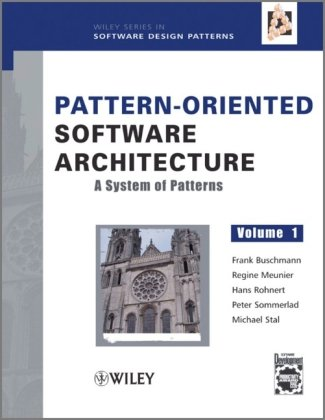 WILEY SERIES IN
SOFTWARE DESIGN PATTERNS
PATTERN-ORIENTED
SOFTWARE
ARCHITECTURE
A System of Patterns
Volume 1
Frank Buschmann
Regine Meunier
Hans Rohnert
Peter Sommerlad
Michael Stal
WILEY